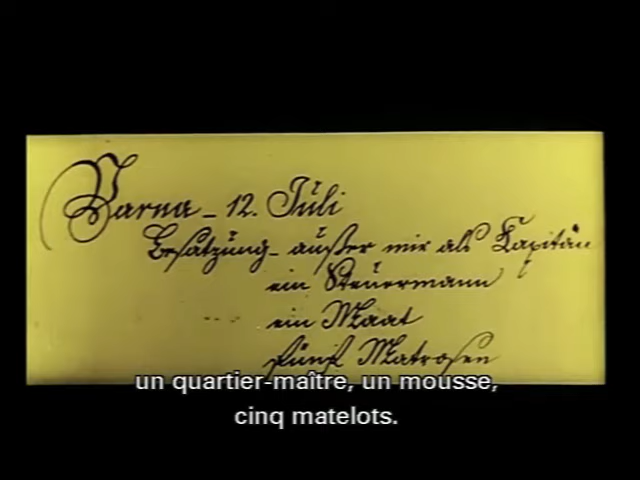 Varna – 12. Juli
Besatzung – außer mir als Kapitän
ein Steuermann
ein Maat
fünf Matrosen
un quartier-maître, un mousse,
cinq matelots.